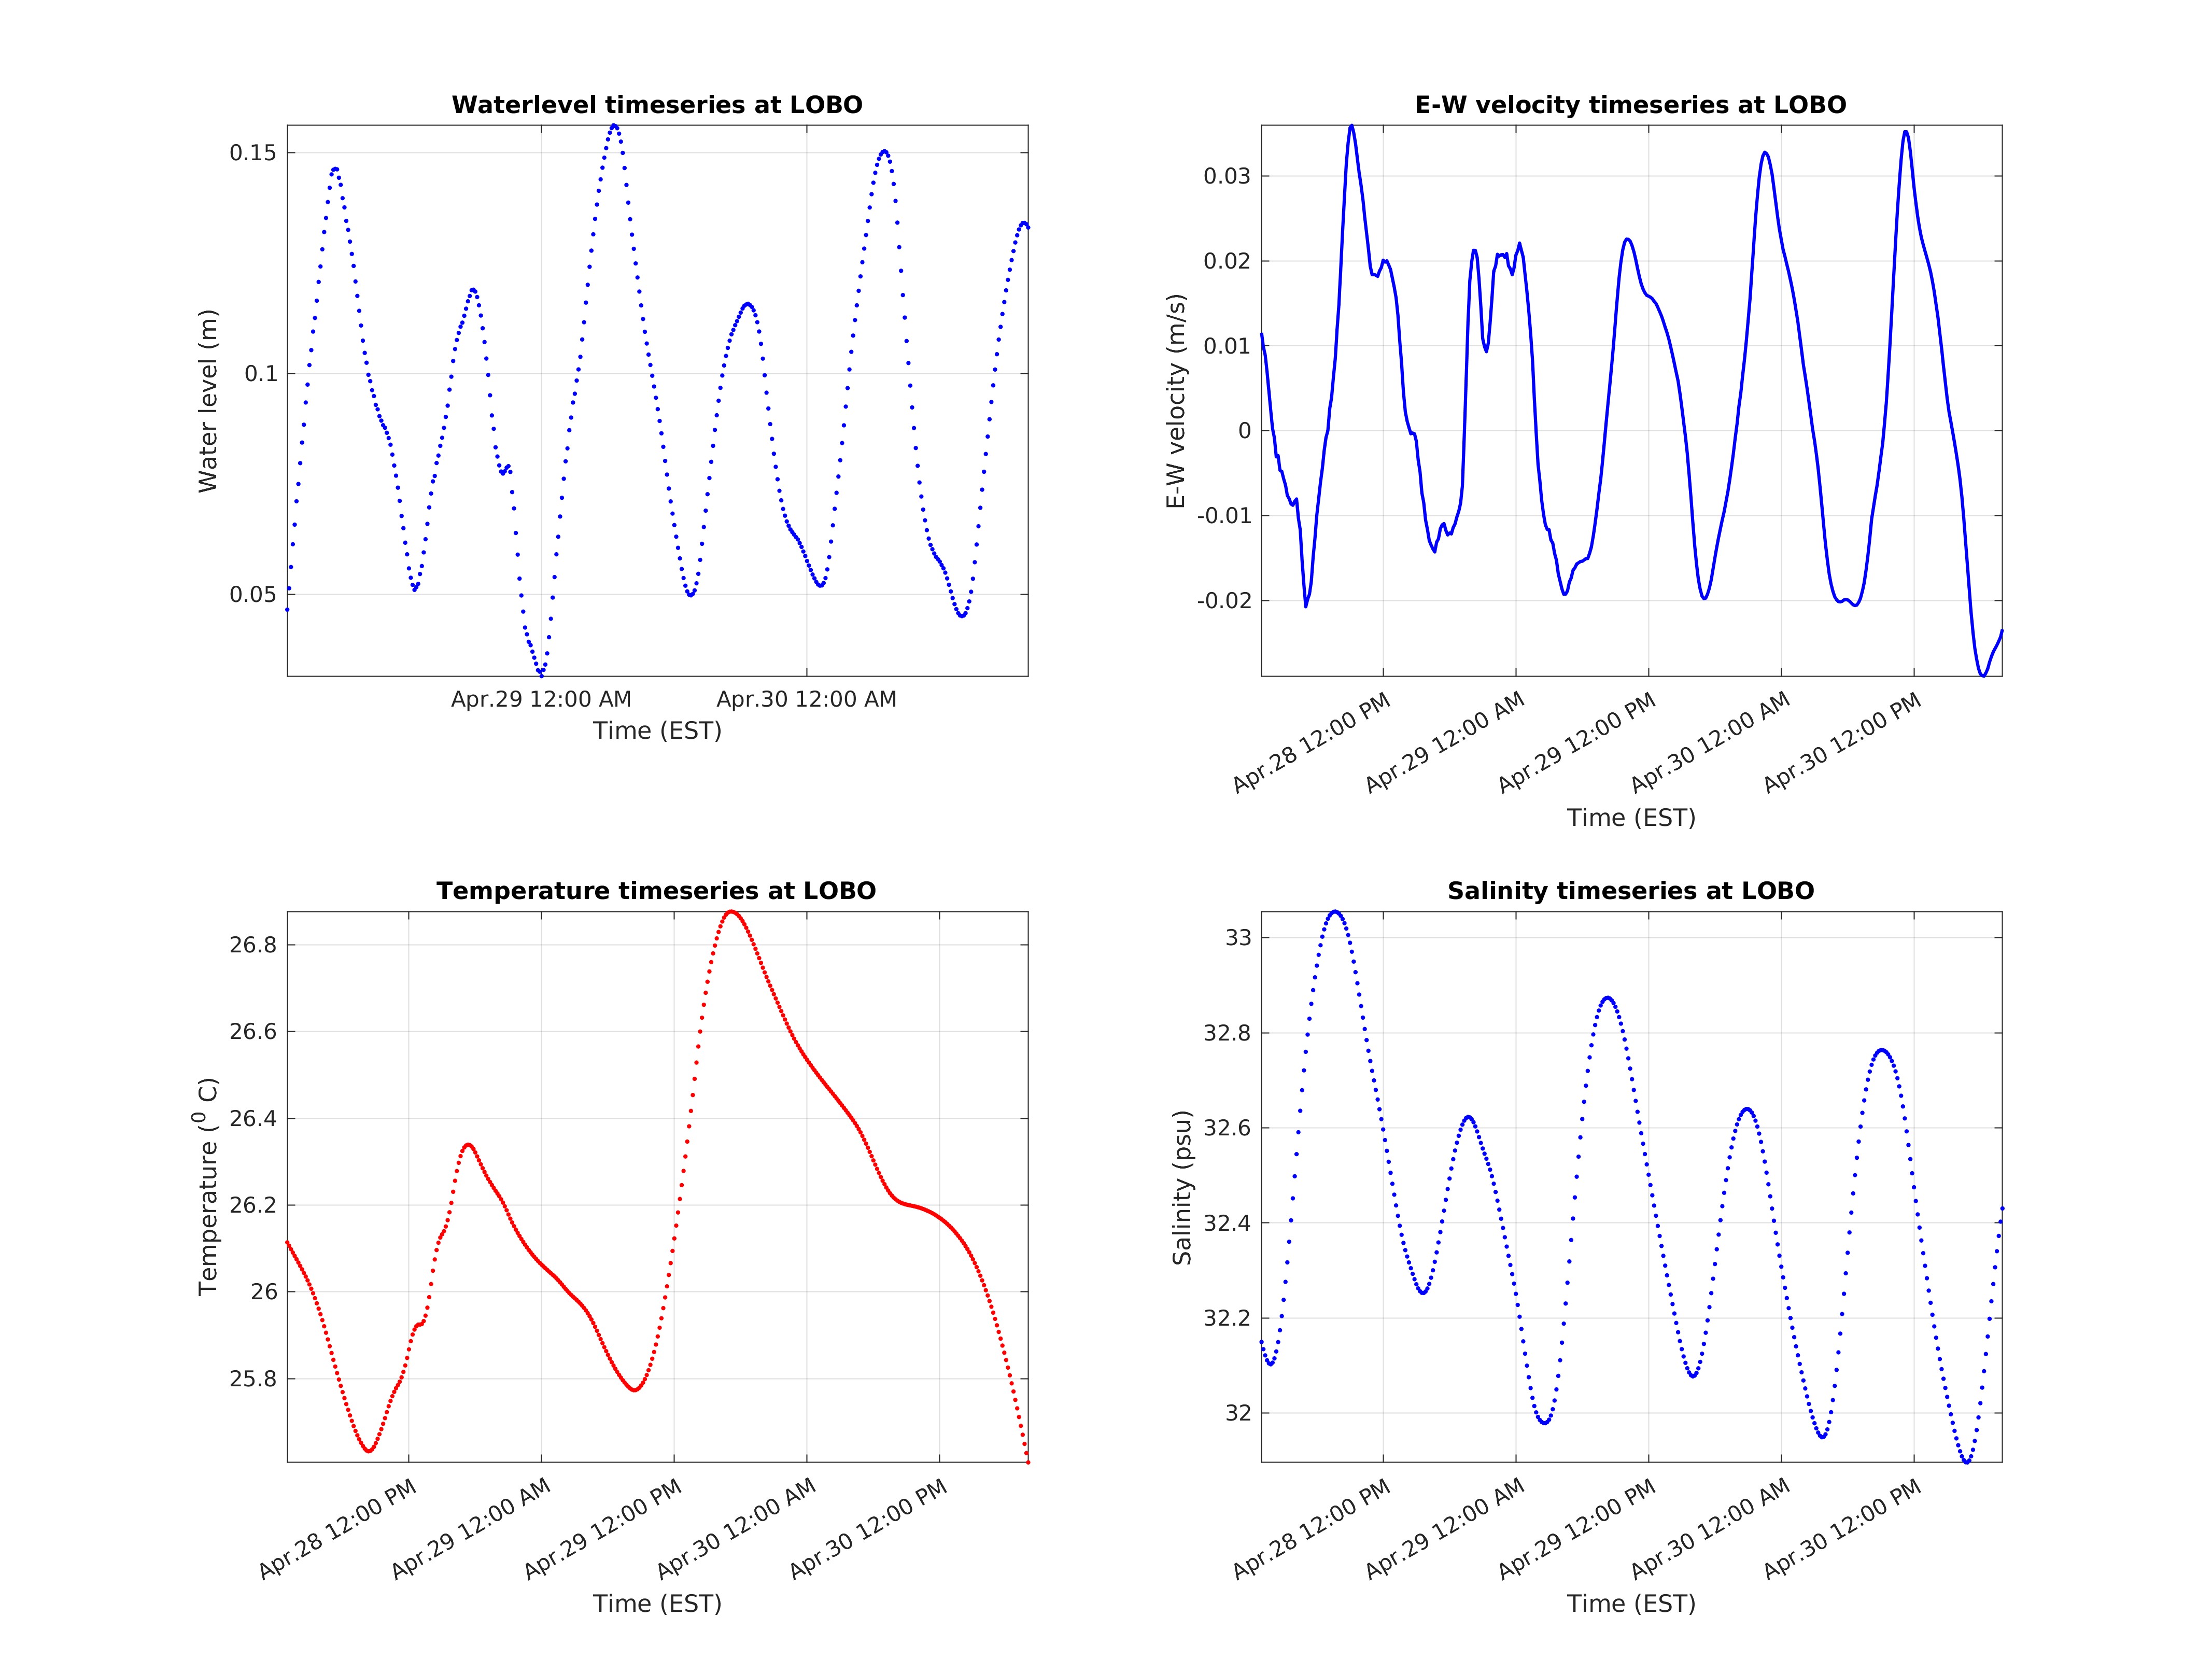 Waterlevel timeseries at LOBO
0.15
0.1
0.05
Water level (m)
Apr.29 12:00 AM
Apr.30 12:00 AM
Time (EST)
E-W velocity timeseries at LOBO
0.03
0.02
0.01
0
-0.01
-0.02
E-W velocity (m/s)
Apr.28 12:00 PM
Apr.29 12:00 AM
Apr.29 12:00 PM
Apr.30 12:00 AM
Apr.30 12:00 PM
Time (EST)
Temperature timeseries at LOBO
26.8
26.6
26.4
26.2
26
25.8
Temperature (⁰ C)
Apr.28 12:00 PM
Apr.29 12:00 AM
Apr.29 12:00 PM
Apr.30 12:00 AM
Apr.30 12:00 PM
Time (EST)
Salinity timeseries at LOBO
33
32.8
32.6
32.4
32.2
32
Salinity (psu)
Apr.28 12:00 PM
Apr.29 12:00 AM
Apr.29 12:00 PM
Apr.30 12:00 AM
Apr.30 12:00 PM
Time (EST)